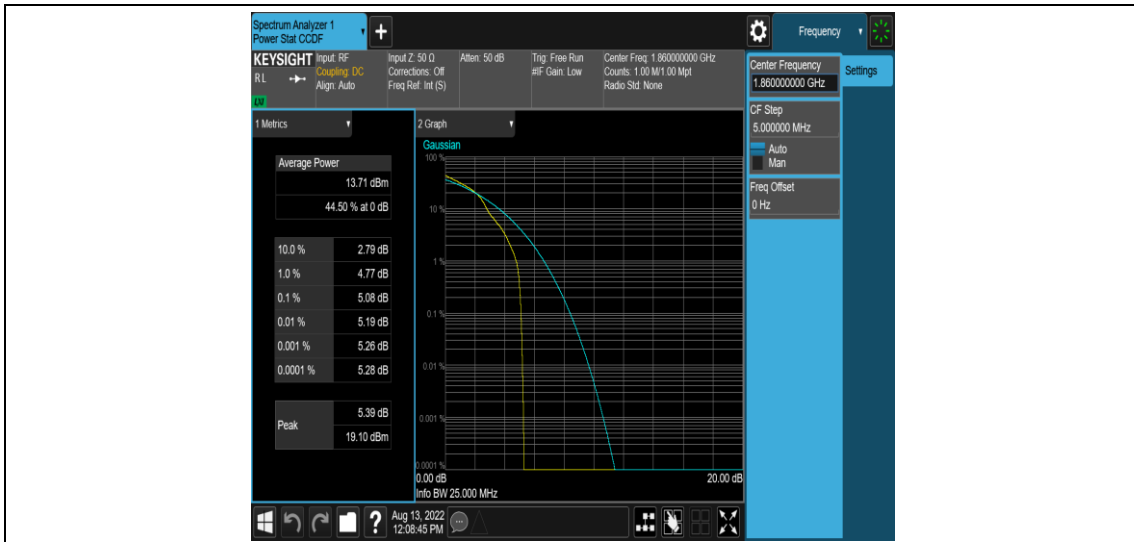 Spectrum Analyzer 1
Power Stat CCDF
+
Frequency
KEYSIGHT
RL
LXI
Input: RF
Coupling: DC
Align: Auto
Input Z: 50 Ω
Corrections: Off
Freq Ref: Int (S)
Atten: 50 dB
Trig: Free Run
#IF Gain: Low
Center Freq: 1.860000000 GHz
Counts: 1.00 M/1.00 Mpt
Radio Std: None
Center Frequency
1.860000000 GHz
Settings
CF Step
5.000000 MHz
Auto
Man
Freq Offset
0 Hz
1 Metrics
Average Power
13.71 dBm
44.50 % at 0 dB
10.0 % 2.79 dB
1.0 % 4.77 dB
0.1 % 5.08 dB
0.01 % 5.19 dB
0.001 % 5.26 dB
0.0001 % 5.28 dB
Peak
5.39 dB
19.10 dBm
2 Graph
Gaussian
100 %
10 %
1 %
0.1 %
0.01 %
0.001 %
0.0001 %
0.00 dB 20.00 dB
Info BW 25.000 MHz
?
Aug 13, 2022
12:08:45 PM